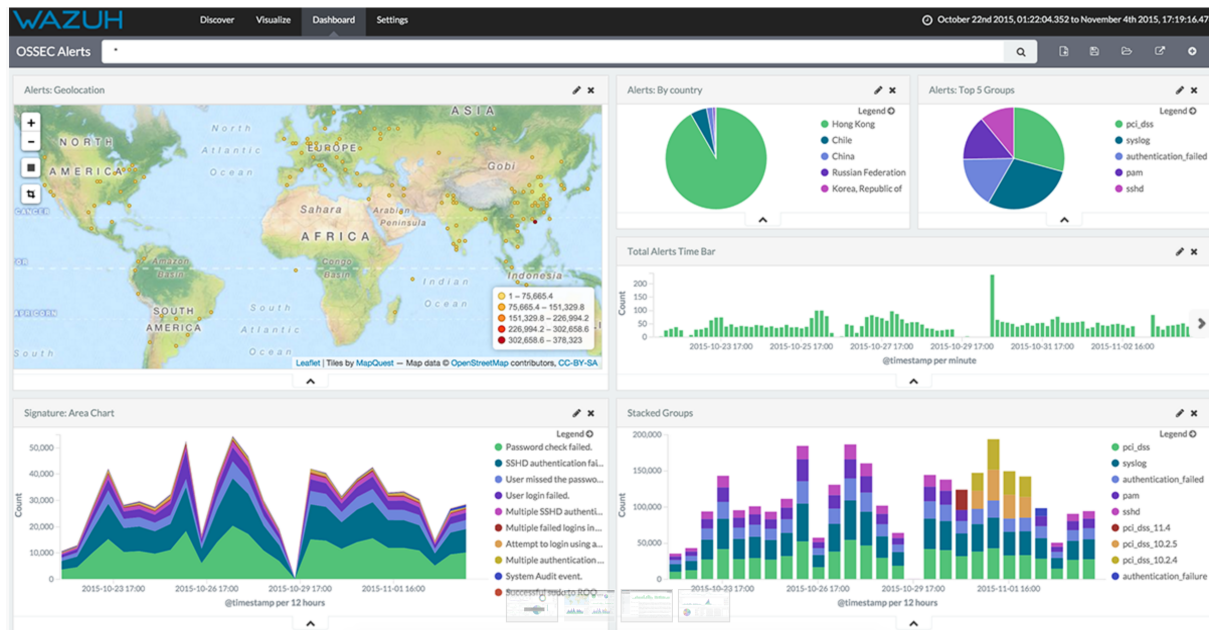 WAZUH
Discover Visualize Dashboard Settings
October 22nd 2015, 01:22:04.352 to November 4th 2015, 17:19:16.47
OSSEC Alerts
*
Alerts: Geolocation
+
−
ASIA
North
Atlantic
Ocean
NORTH
AMERICA
EUROPE
Gobi
CANCER
Sahara
Arabian
Peninsula
AFRICA
Amazon
Basin
Congo
Basin
Indian
Ocean
Indonesia
SOUTH
AMERICA
South
Atlantic
Ocean
South
1 – 75,665.4
75,665.4 – 151,329.8
151,329.8 – 226,994.2
226,994.2 – 302,658.6
302,658.6 – 378,323
Leaflet | Tiles by MapQuest — Map data © OpenStreetMap contributors, CC-BY-SA
Alerts: By country
Legend
Hong Kong
Chile
China
Russian Federation
Korea, Republic of
Alerts: Top 5 Groups
Legend
pci_dss
syslog
authentication_failed
pam
sshd
Total Alerts Time Bar
Count
200
150
100
50
0
2015-10-23 17:00 2015-10-25 17:00 2015-10-27 17:00 2015-10-29 17:00 2015-10-31 17:00 2015-11-02 16:00
@timestamp per minute
Signature: Area Chart
Legend
Count
50,000
40,000
30,000
20,000
10,000
0
2015-10-23 17:00 2015-10-26 17:00 2015-10-29 17:00 2015-11-01 16:00
@timestamp per 12 hours
Password check failed.
SSHD authentication fai...
User missed the passwo...
User login failed.
Multiple SSHD authenti...
Multiple failed logins in...
Attempt to login using a...
Multiple authentication ...
System Audit event.
Successful sudo to ROO
Stacked Groups
Legend
Count
200,000
150,000
100,000
50,000
0
2015-10-23 17:00 2015-10-26 17:00 2015-10-29 17:00 2015-11-01 16:00
@timestamp per 12 hours
pci_dss
syslog
authentication_failed
pam
sshd
pci_dss_11.4
pci_dss_10.2.5
pci_dss_10.2.4
authentication_failure